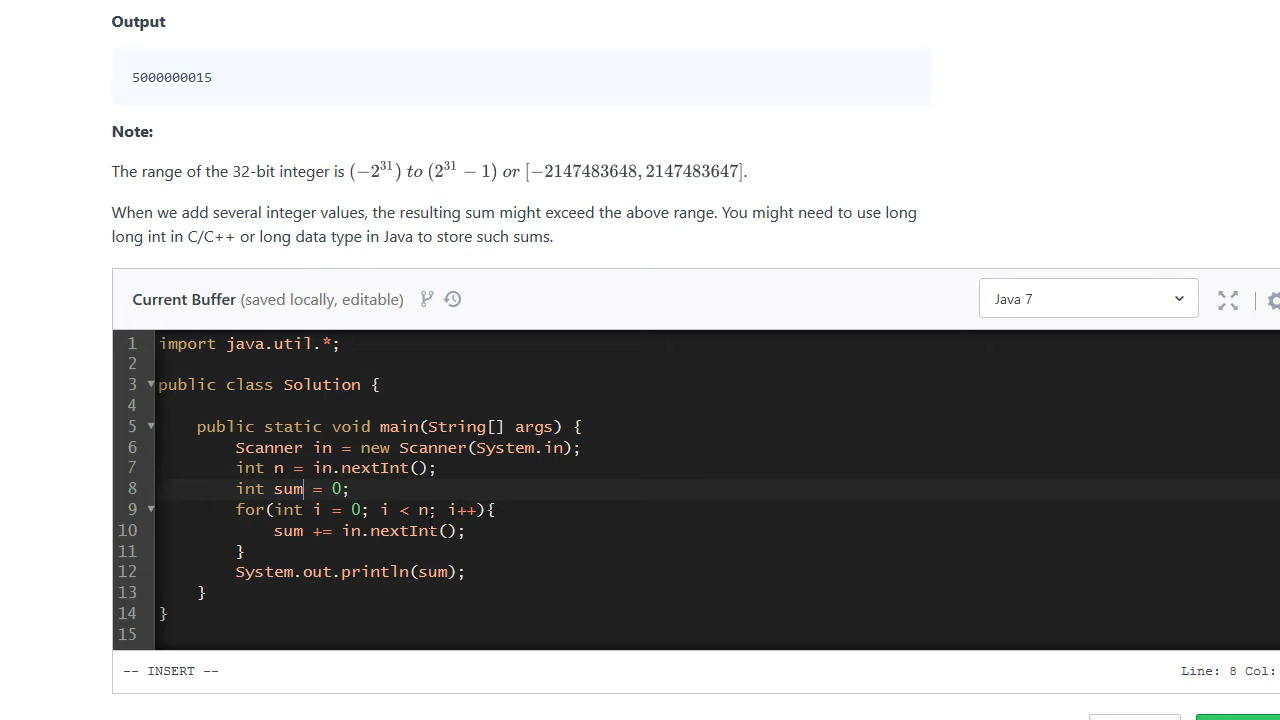 Output
5000000015
Note:
The range of the 32-bit integer is (−2^31) to (2^31 − 1) or [−2147483648, 2147483647].
When we add several integer values, the resulting sum might exceed the above range. You might need to use long
long int in C/C++ or long data type in Java to store such sums.
Current Buffer (saved locally, editable)
Java 7
1 import java.util.*;
2
3 public class Solution {
4
5 public static void main(String[] args) {
6 Scanner in = new Scanner(System.in);
7 int n = in.nextInt();
8 int sum = 0;
9 for(int i = 0; i < n; i++){
10 sum += in.nextInt();
11 }
12 System.out.println(sum);
13 }
14 }
15
-- INSERT --
Line: 8 Col: